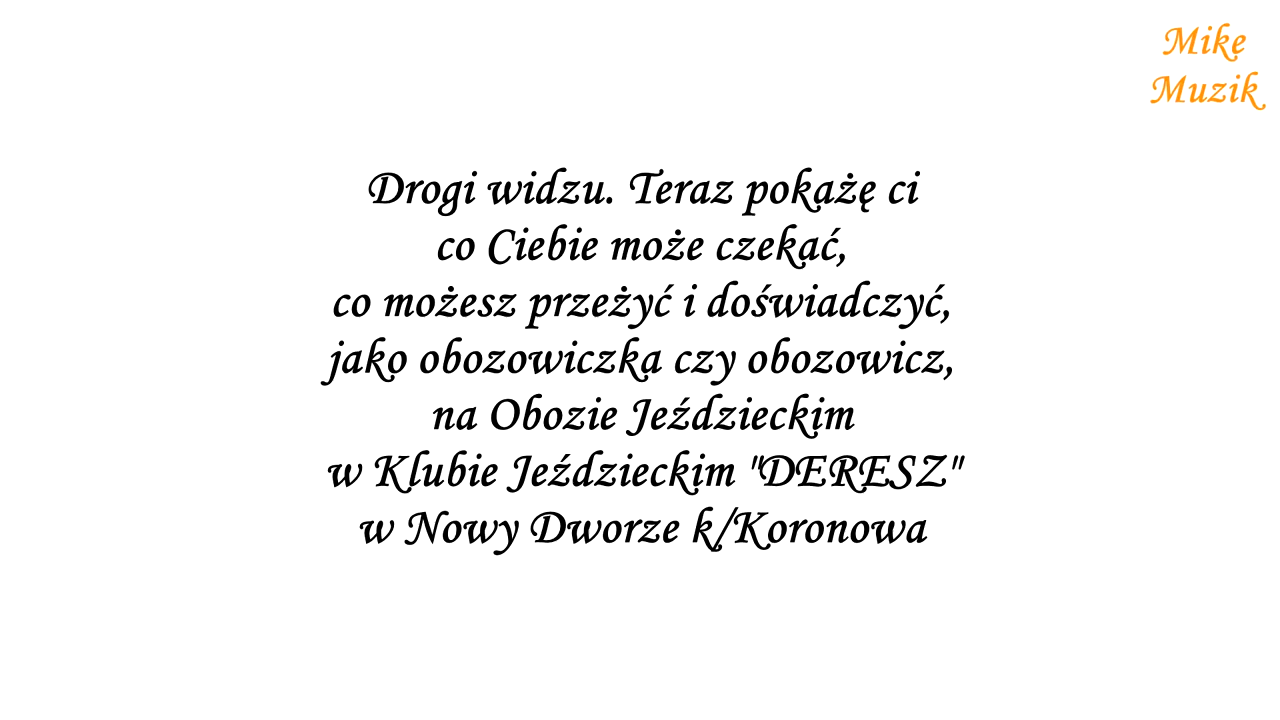 Mike
Muzik
Drogi widzu. Teraz pokażę ci
co Ciebie może czekać,
co możesz przeżyć i doświadczyć,
jako obozowiczka czy obozowicz,
na Obozie Jeździeckim
w Klubie Jeździeckim "DERESZ"
w Nowy Dworze k/Koronowa